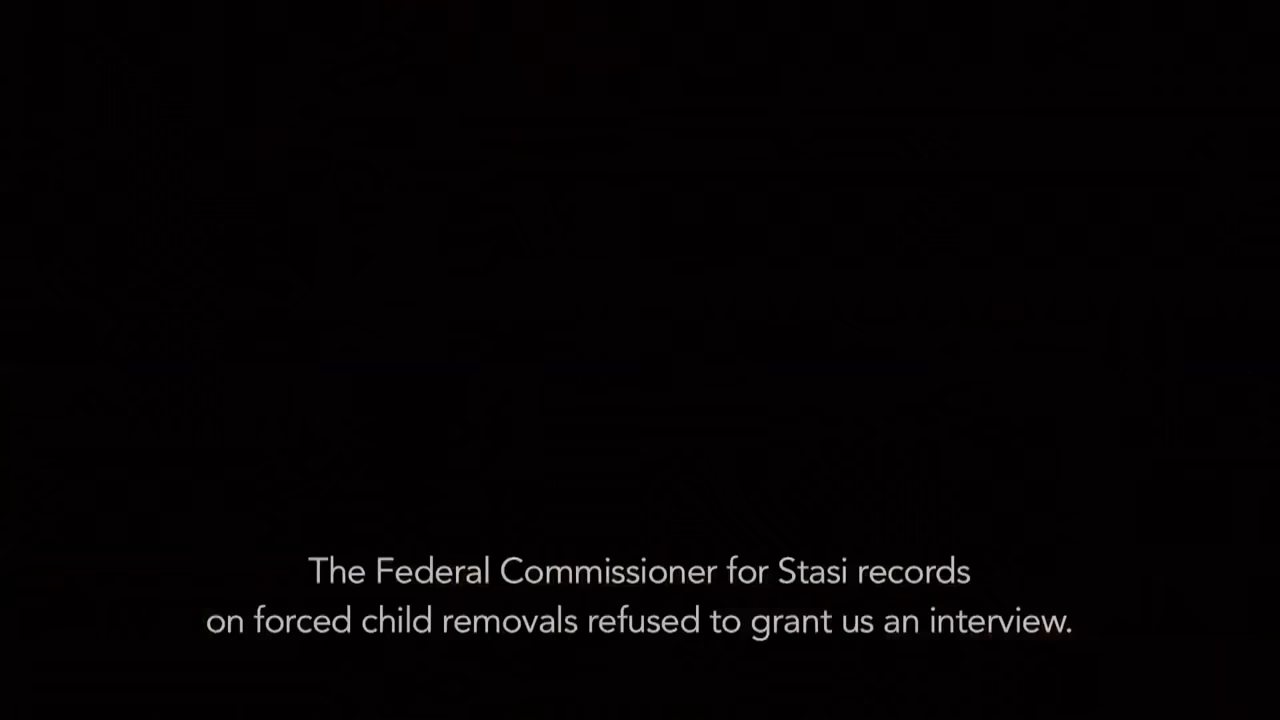 The Federal Commissioner for Stasi records
on forced child removals refused to grant us an interview.